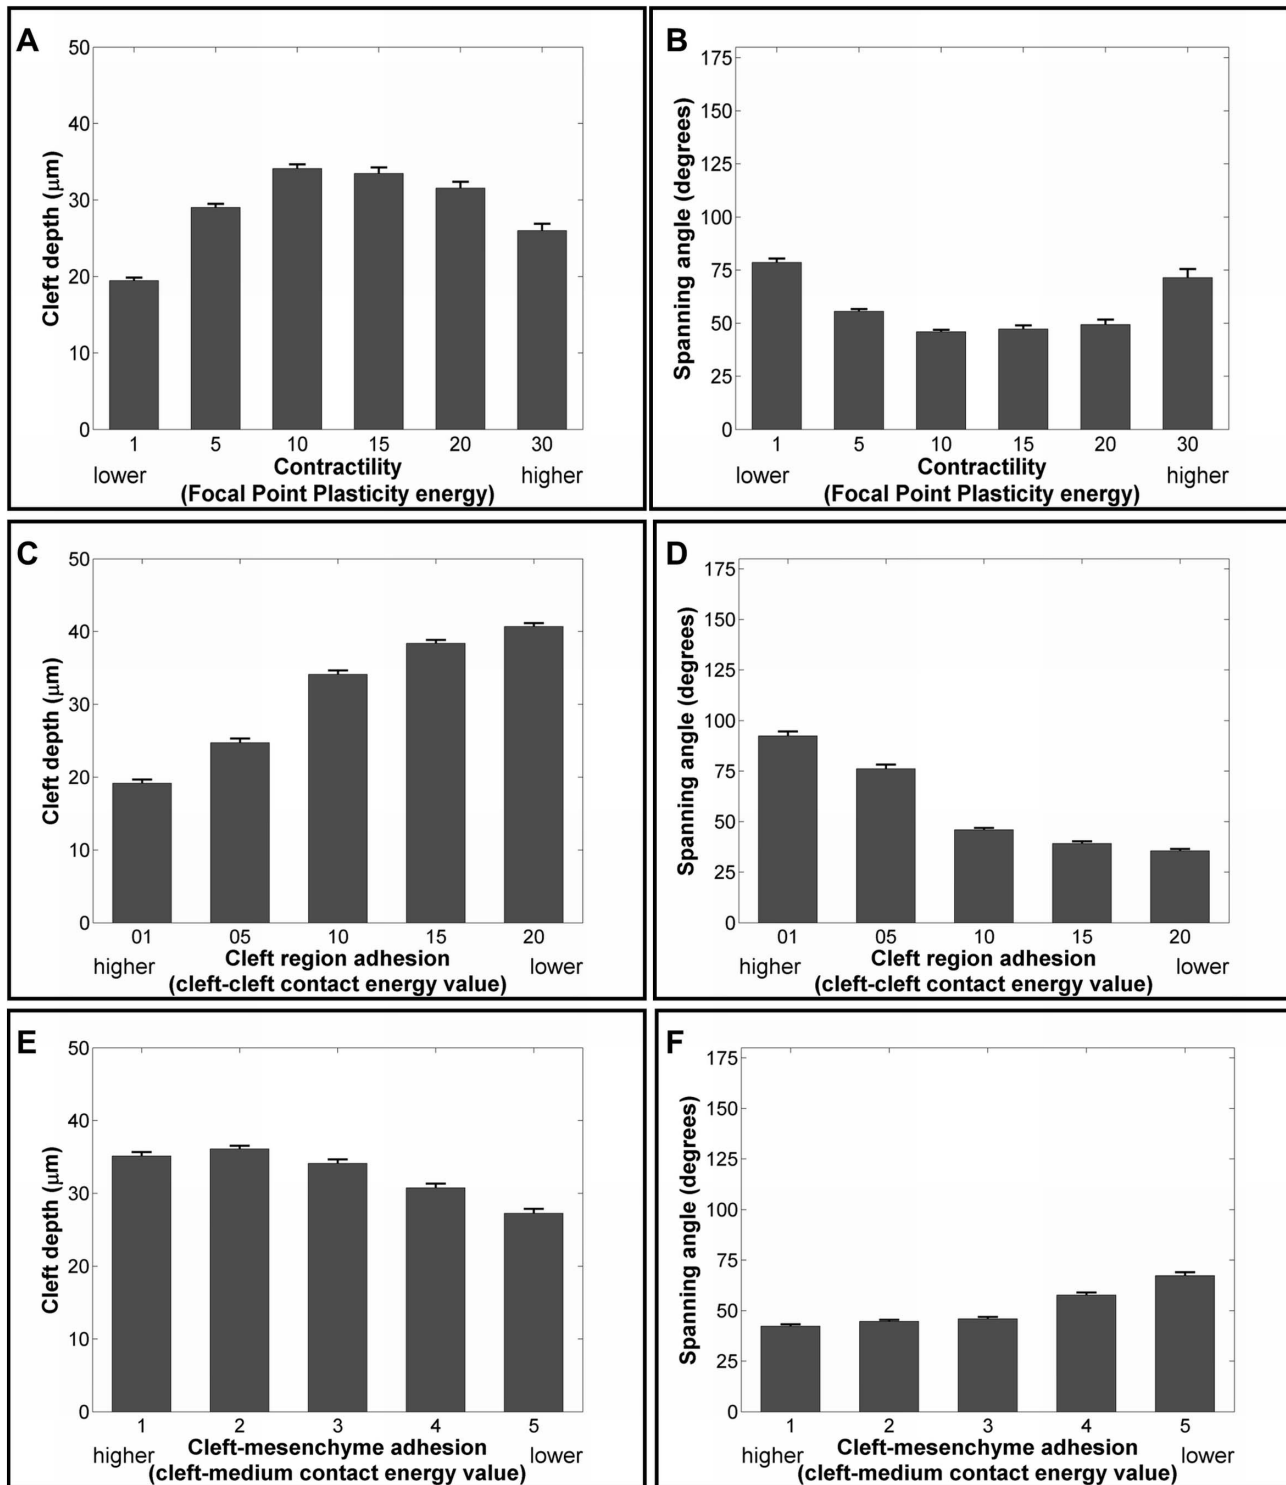 A
50
40
30
20
10
0
Cleft depth (μm)
1 5 10 15 20 30
lower Contractility higher
(Focal Point Plasticity energy)
B
175
150
125
100
75
50
25
0
Spanning angle (degrees)
1 5 10 15 20 30
lower Contractility higher
(Focal Point Plasticity energy)
C
50
40
30
20
10
0
Cleft depth (μm)
01 05 10 15 20
higher Cleft region adhesion lower
(cleft-cleft contact energy value)
D
175
150
125
100
75
50
25
0
Spanning angle (degrees)
01 05 10 15 20
higher Cleft region adhesion lower
(cleft-cleft contact energy value)
E
50
40
30
20
10
0
Cleft depth (μm)
1 2 3 4 5
higher Cleft-mesenchyme adhesion lower
(cleft-medium contact energy value)
F
175
150
125
100
75
50
25
0
Spanning angle (degrees)
1 2 3 4 5
higher Cleft-mesenchyme adhesion lower
(cleft-medium contact energy value)